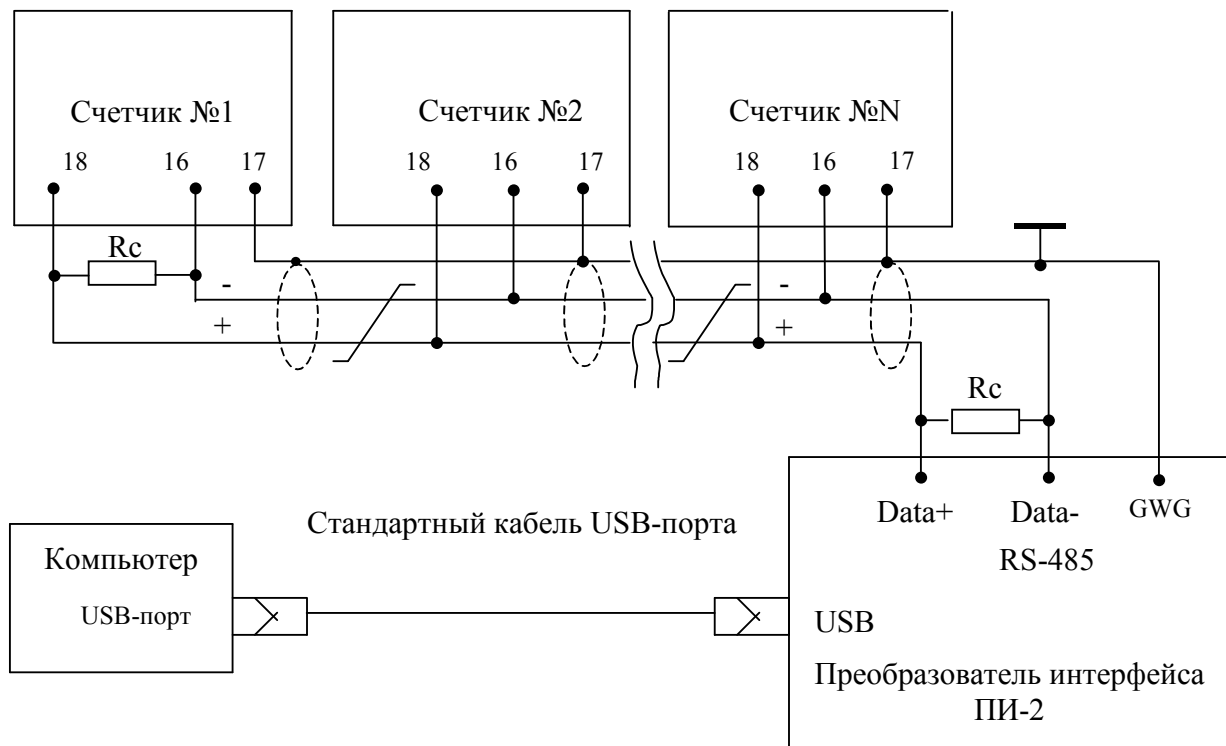 Счетчик №1
Счетчик №2
Счетчик №N
18 16 17
18 16 17
18 16 17
Rc
-
+
-
+
Rc
Data+ Data- GWG
RS-485
Стандартный кабель USB-порта
Компьютер
USB-порт
USB
Преобразователь интерфейса
ПИ-2